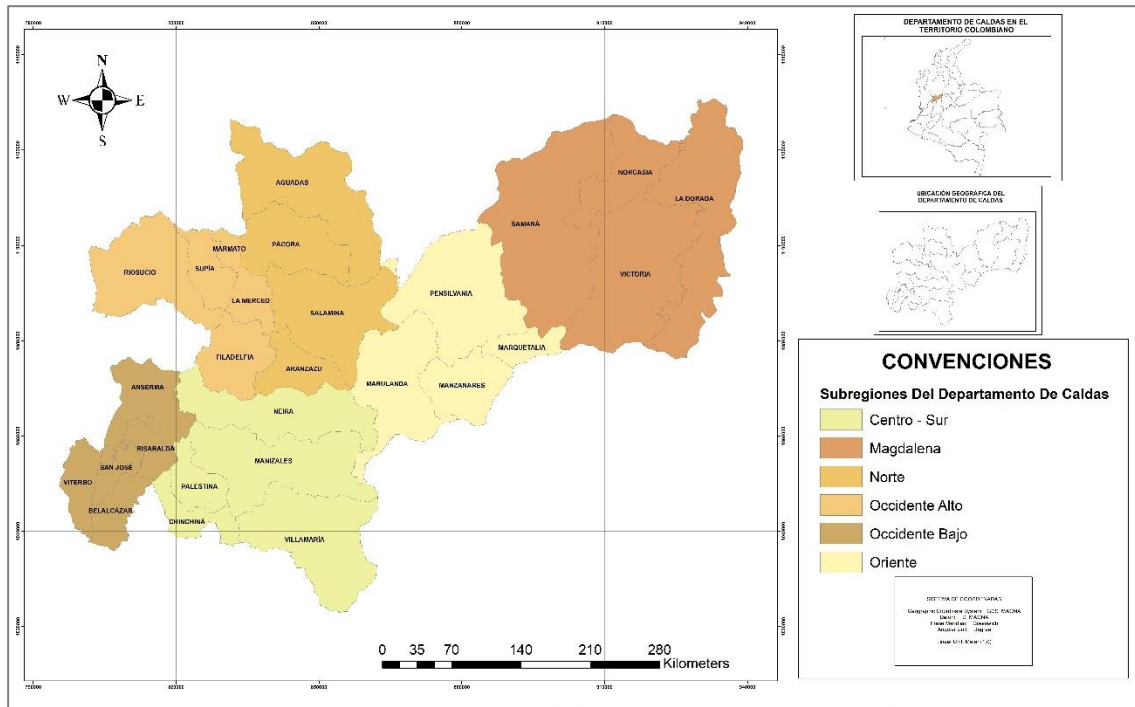 N
W E
S
AGUADAS
NORCASIA
LA DORADA
SAMANÁ
MARMATO
PÁCORA
RIOSUCIO
SUPÍA
VICTORIA
PENSILVANIA
LA MERCED
SALAMINA
MARQUETALIA
FILADELFIA
ARANZAZU
MARULANDA
MANZANARES
ANSERMA
NEIRA
RISARALDA
MANIZALES
SAN JOSÉ
VITERBO
PALESTINA
BELALCÁZAR
CHINCHINÁ
VILLAMARÍA
0 35 70 140 210 280
Kilometers
DEPARTAMENTO DE CALDAS EN EL
TERRITORIO COLOMBIANO
UBICACIÓN GEOGRÁFICA DEL
DEPARTAMENTO DE CALDAS
CONVENCIONES
Subregiones Del Departamento De Caldas
Centro - Sur
Magdalena
Norte
Occidente Alto
Occidente Bajo
Oriente
SISTEMA DE COORDENADAS